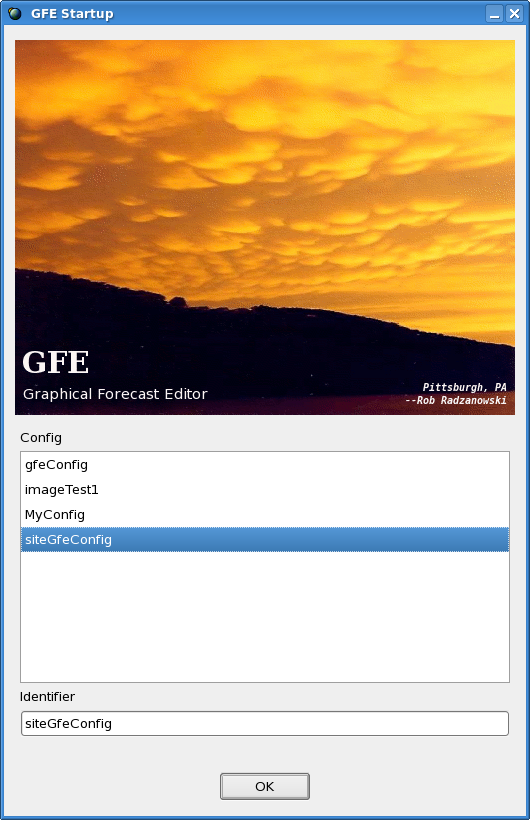 GFE Startup
GFE
Graphical Forecast Editor
Pittsburgh, PA
--Rob Radzanowski
Config
gfeConfig
imageTest1
MyConfig
siteGfeConfig
Identifier
siteGfeConfig
OK